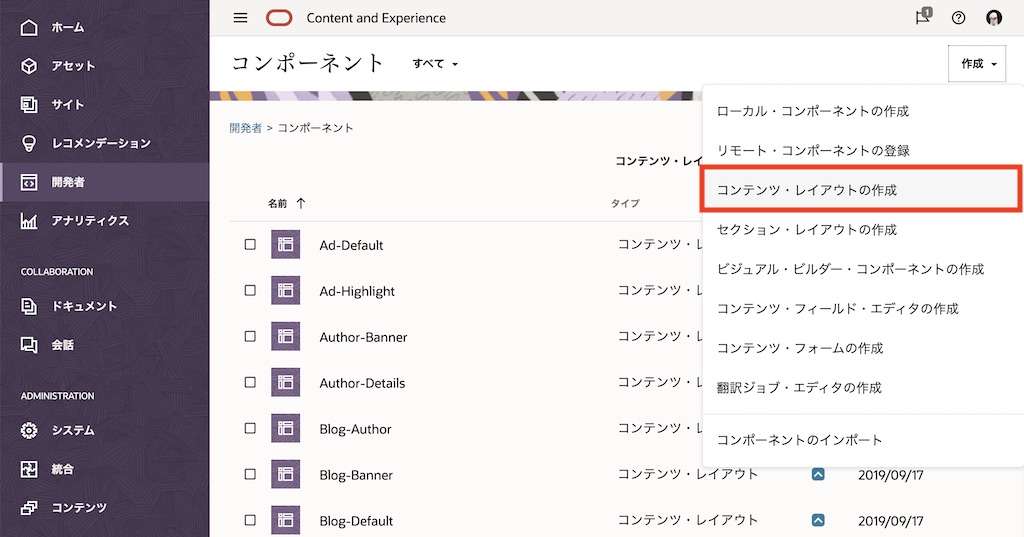 ホーム
アセット
サイト
レコメンデーション
開発者
アナリティクス
COLLABORATION
ドキュメント
会話
ADMINISTRATION
システム
統合
コンテンツ
Content and Experience
1
コンポーネント すべて
作成
開発者 > コンポーネント
コンテンツ・レイ
名前 タイプ
Ad-Default コンテンツ・レ
Ad-Highlight コンテンツ・レ
Author-Banner コンテンツ・レ
Author-Details コンテンツ・レ
Blog-Author コンテンツ・レ
Blog-Banner コンテンツ・レイアウト 2019/09/17
Blog-Default コンテンツ・レイアウト 2019/09/17
ローカル・コンポーネントの作成
リモート・コンポーネントの登録
コンテンツ・レイアウトの作成
セクション・レイアウトの作成
ビジュアル・ビルダー・コンポーネントの作成
コンテンツ・フィールド・エディタの作成
コンテンツ・フォームの作成
翻訳ジョブ・エディタの作成
コンポーネントのインポート